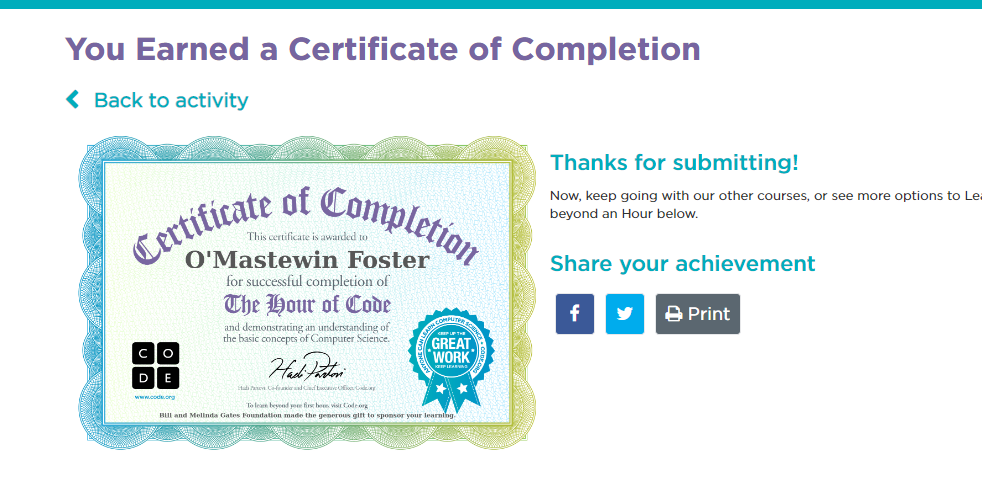 You Earned a Certificate of Completion
Back to activity
Certificate of Completion
This certificate is awarded to
O'Mastewin Foster
for successful completion of
The Hour of Code
and demonstrating an understanding of
the basic concepts of Computer Science.
C O
D E
www.code.org
Hadi Partovi
Hadi Partovi, Co-founder and Chief Executive Officer, Code.org
To learn beyond your first hour, visit Code.org
Bill and Melinda Gates Foundation made the generous gift to sponsor your learning.
ANYONE CAN LEARN COMPUTER SCIENCE
KEEP UP THE
GREAT
WORK
KEEP LEARNING
Thanks for submitting!
Now, keep going with our other courses, or see more options to Lea
beyond an Hour below.
Share your achievement
f
Print